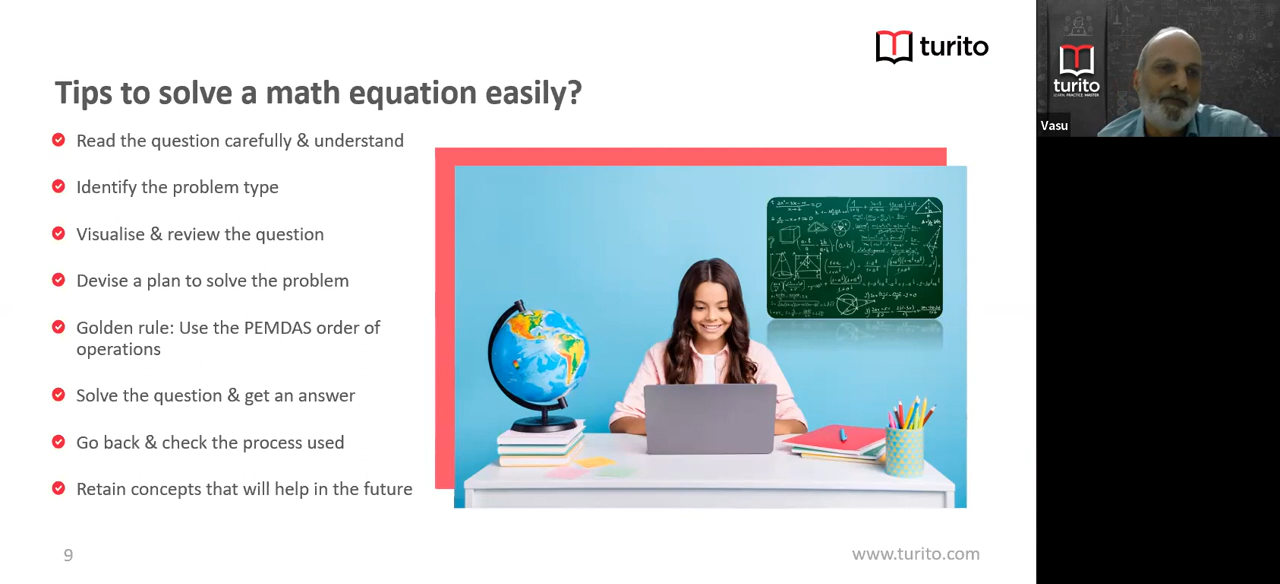 turito
Tips to solve a math equation easily?
Read the question carefully & understand
Identify the problem type
Visualise & review the question
Devise a plan to solve the problem
Golden rule: Use the PEMDAS order of
operations
Solve the question & get an answer
Go back & check the process used
Retain concepts that will help in the future
9
www.turito.com
turito
LEARN. PRACTICE. MASTER
Vasu